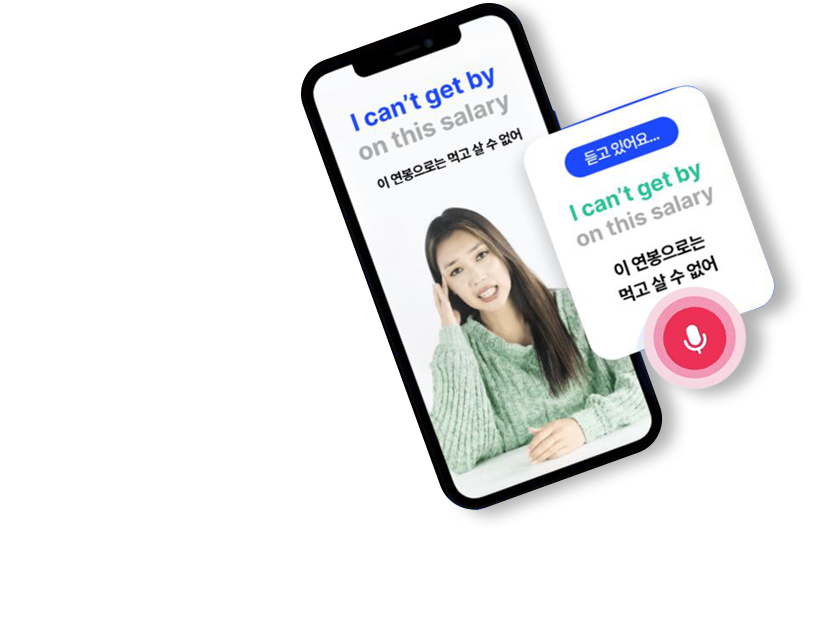 I can't get by
on this salary
이 연봉으로는 먹고 살 수 없어
듣고 있어요...
I can't get by
on this salary
이 연봉으로는
먹고 살 수 없어